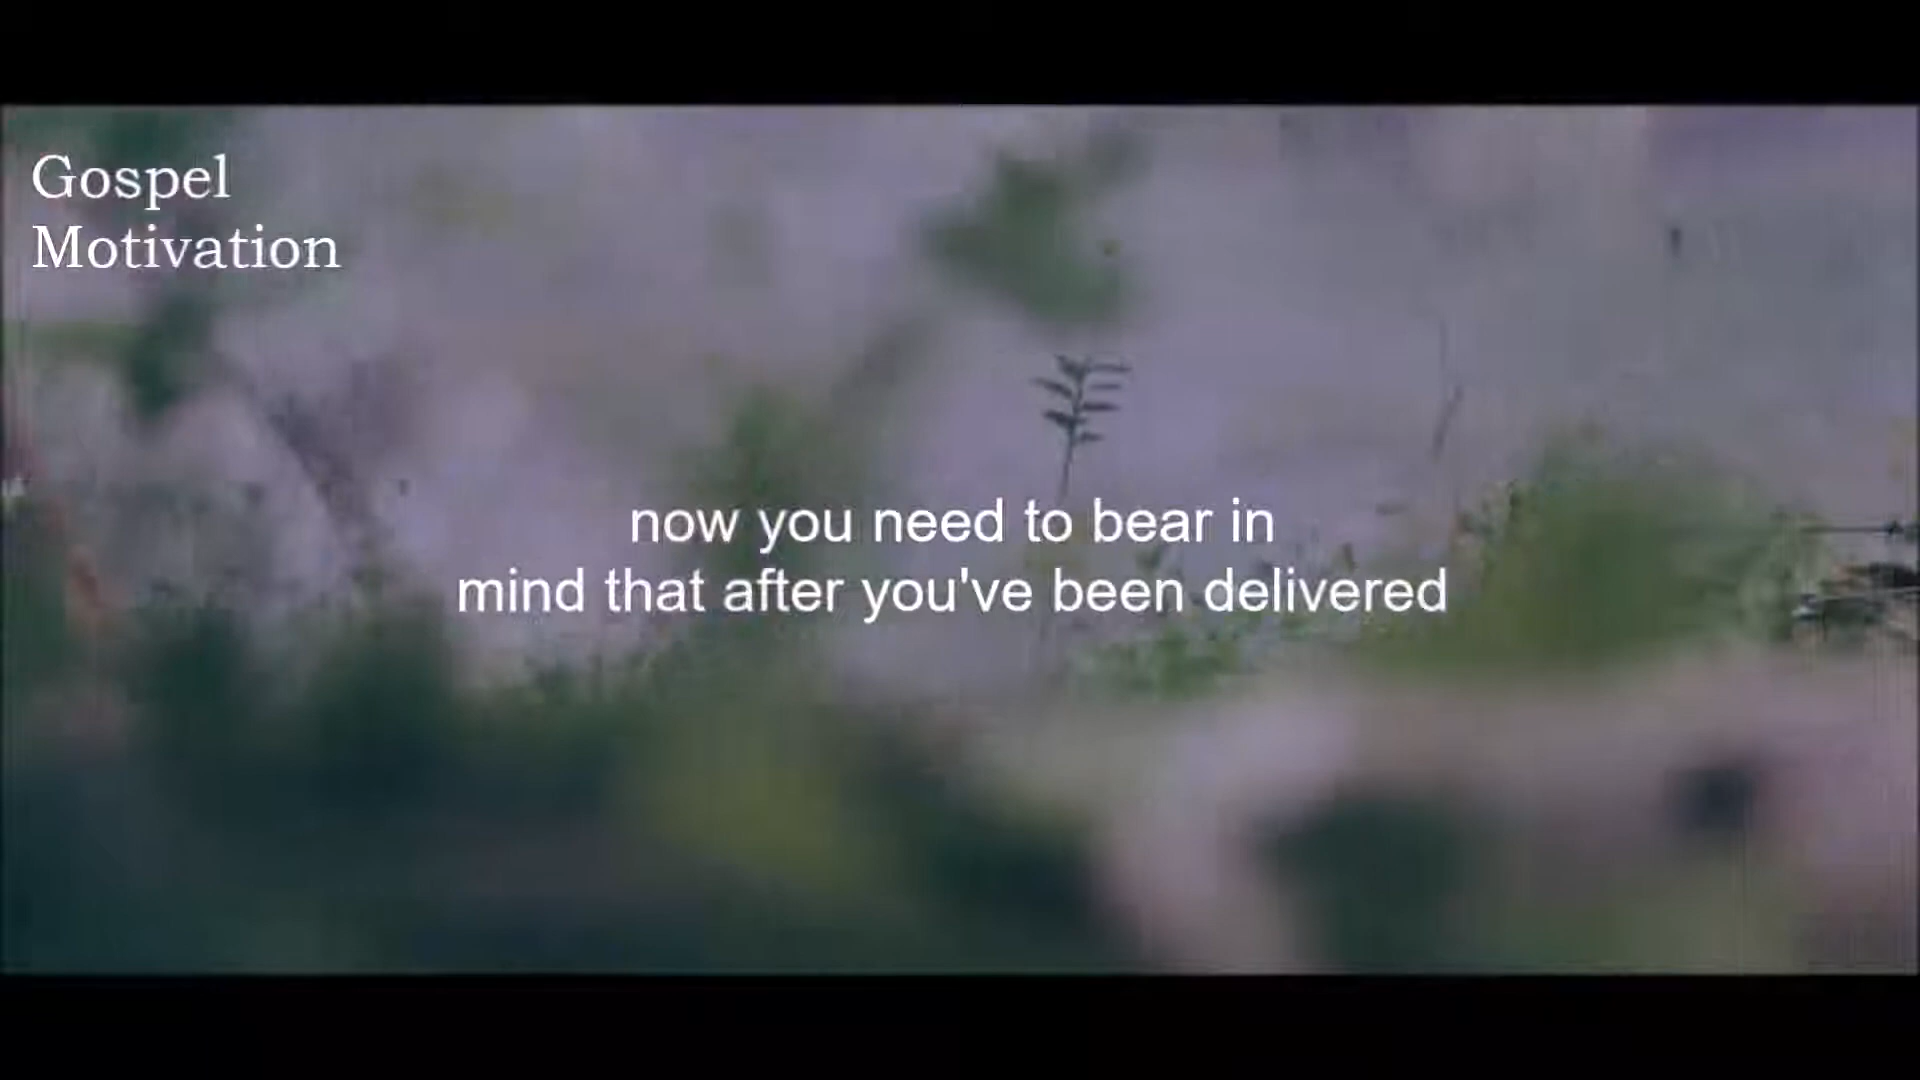 Gospel
Motivation
now you need to bear in
mind that after you've been delivered